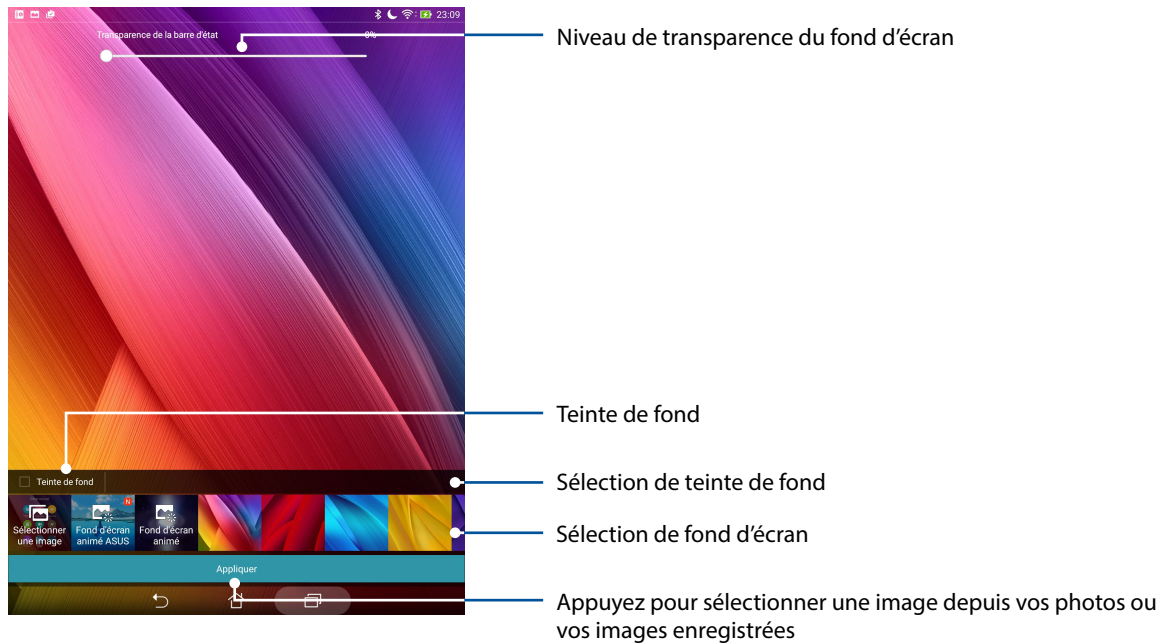 23:09
Transparence de la barre d'état 0%
Niveau de transparence du fond d’écran
Teinte de fond
Teinte de fond
Sélection de teinte de fond
N
Sélectionner
une image
Fond d'écran
animé ASUS
Fond d'écran
animé
Sélection de fond d’écran
Appliquer
Appuyez pour sélectionner une image depuis vos photos ou
vos images enregistrées